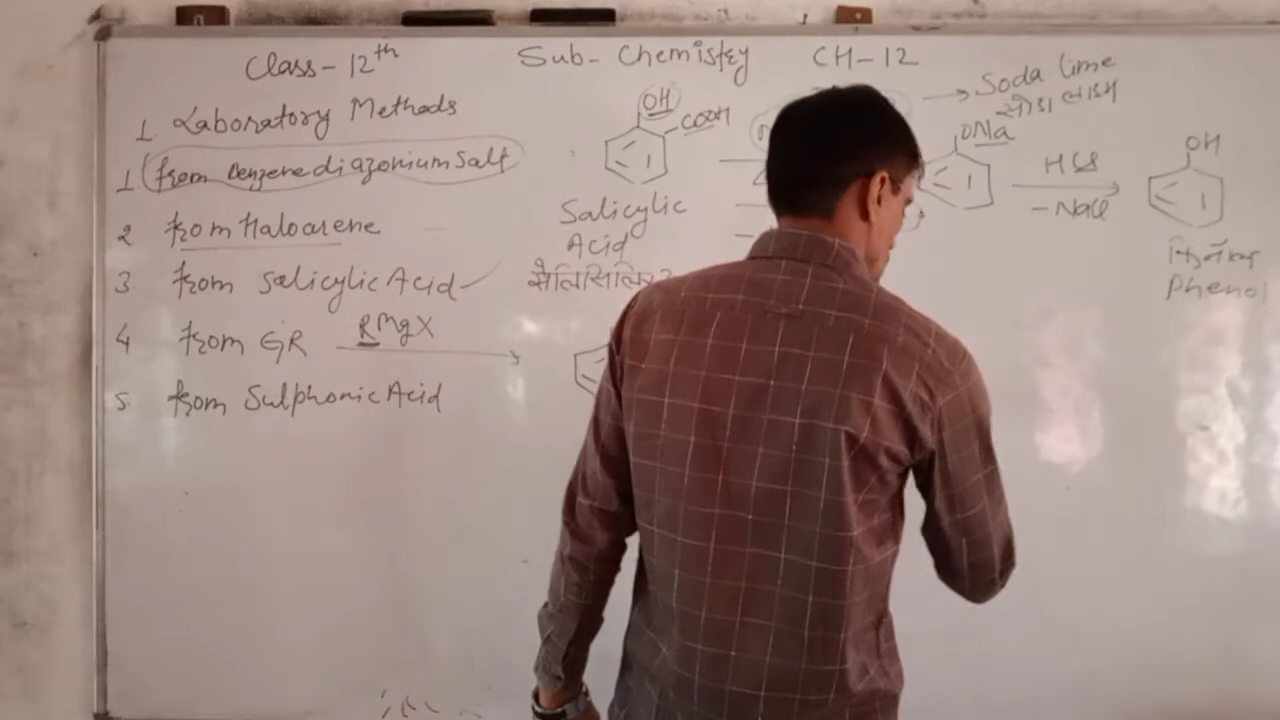 Class-12th Sub-Chemistry CH-12
1 Laboratory Methods
1 from Benzenediazonium Salt
2 from Haloarene
3 from Salicylic Acid
4 from GR RMgX
5. from Sulphonic Acid
OH
COOH
Salicylic
Acid
Soda lime
सोडा लाइम
ONa
HCl
-NaCl
OH
Phenol